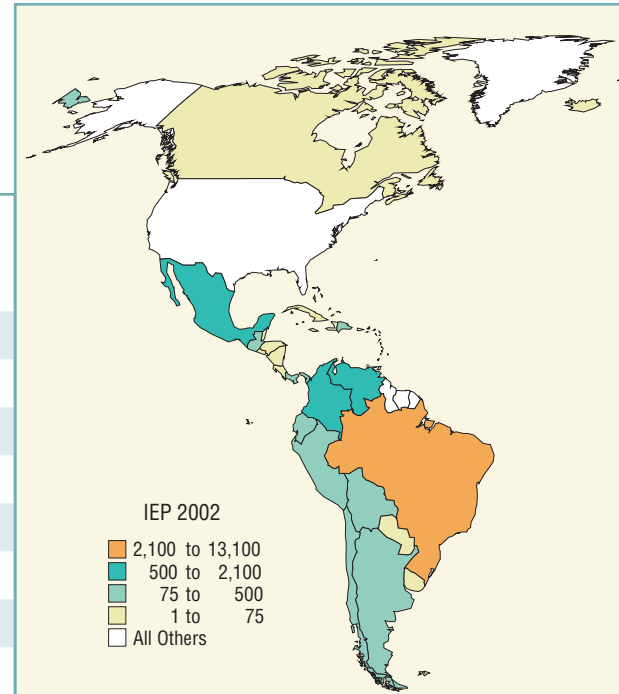 IEP 2002
2,100 to 13,100
500 to 2,100
75 to 500
1 to 75
All Others